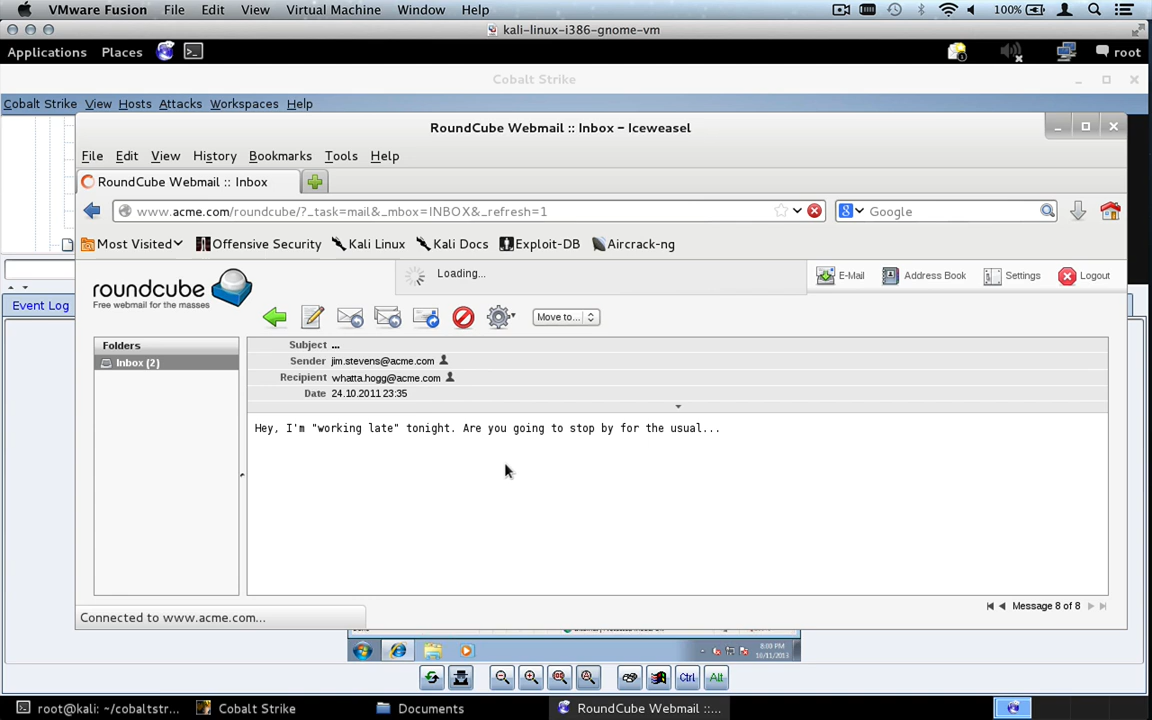 VMware Fusion File Edit View Virtual Machine Window Help 100%
kali-linux-i386-gnome-vm
Applications Places root
Cobalt Strike
Cobalt Strike View Hosts Attacks Workspaces Help
RoundCube Webmail :: Inbox - Iceweasel
File Edit View History Bookmarks Tools Help
RoundCube Webmail :: Inbox
www.acme.com/roundcube/?_task=mail&_mbox=INBOX&_refresh=1 Google
Most Visited Offensive Security Kali Linux Kali Docs Exploit-DB Aircrack-ng
Loading... E-Mail Address Book Settings Logout
roundcube
Free webmail for the masses
Move to...
Folders
Subject ...
Inbox (2)
Sender jim.stevens@acme.com
Recipient whatta.hogg@acme.com
Date 24.10.2011 23:35
Event Log
Hey, I'm "working late" tonight. Are you going to stop by for the usual...
Message 8 of 8
Connected to www.acme.com...
8:00 PM
10/11/2013
Ctrl Alt
root@kali: ~/cobaltstr... Cobalt Strike Documents RoundCube Webmail ::...